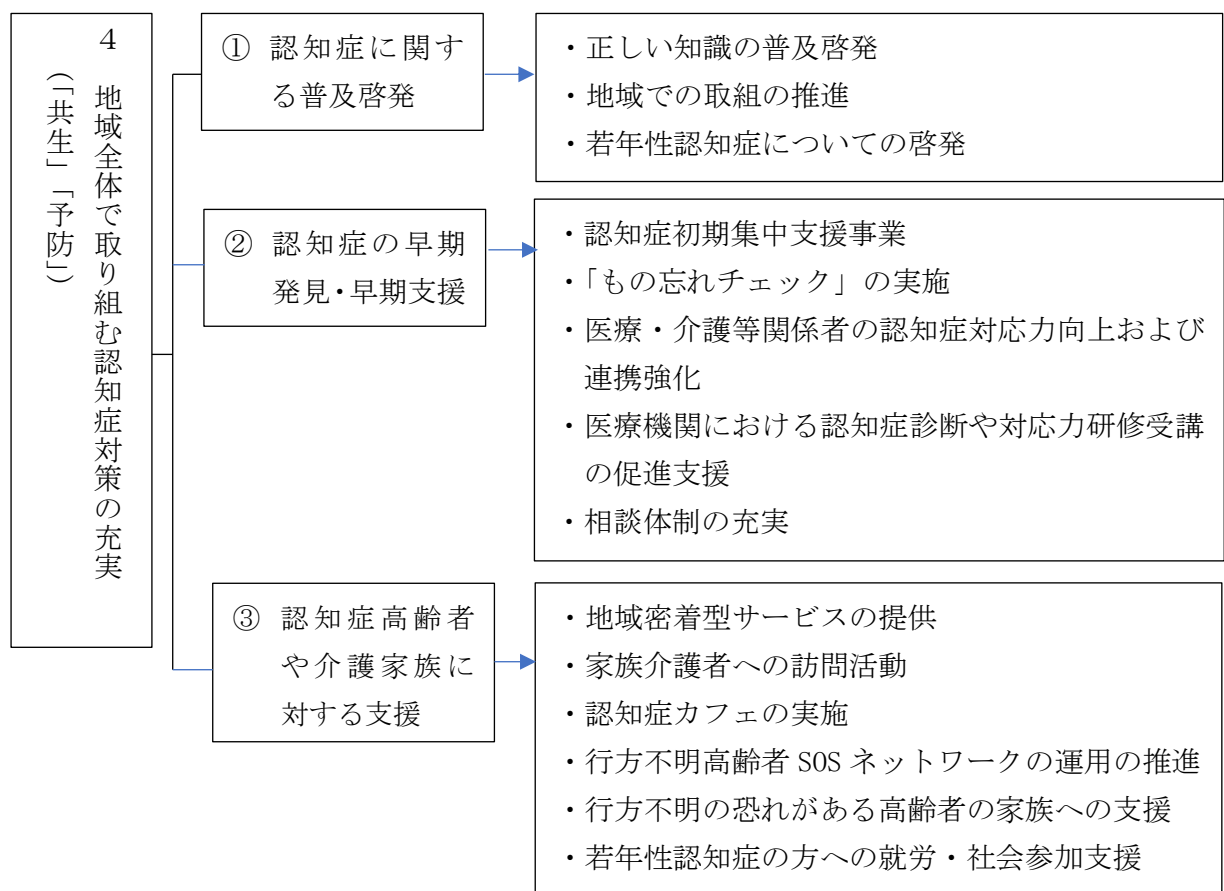 4 地域全体で取り組む認知症対策の充実
(「共生」「予防」)
① 認知症に関す
る普及啓発
・正しい知識の普及啓発
・地域での取組の推進
・若年性認知症についての啓発
② 認知症の早期
発見・早期支援
・認知症初期集中支援事業
・「もの忘れチェック」の実施
・医療・介護等関係者の認知症対応力向上および
連携強化
・医療機関における認知症診断や対応力研修受講
の促進支援
・相談体制の充実
③ 認知症高齢者
や介護家族に
対する支援
・地域密着型サービスの提供
・家族介護者への訪問活動
・認知症カフェの実施
・行方不明高齢者 SOS ネットワークの運用の推進
・行方不明の恐れがある高齢者の家族への支援
・若年性認知症の方への就労・社会参加支援